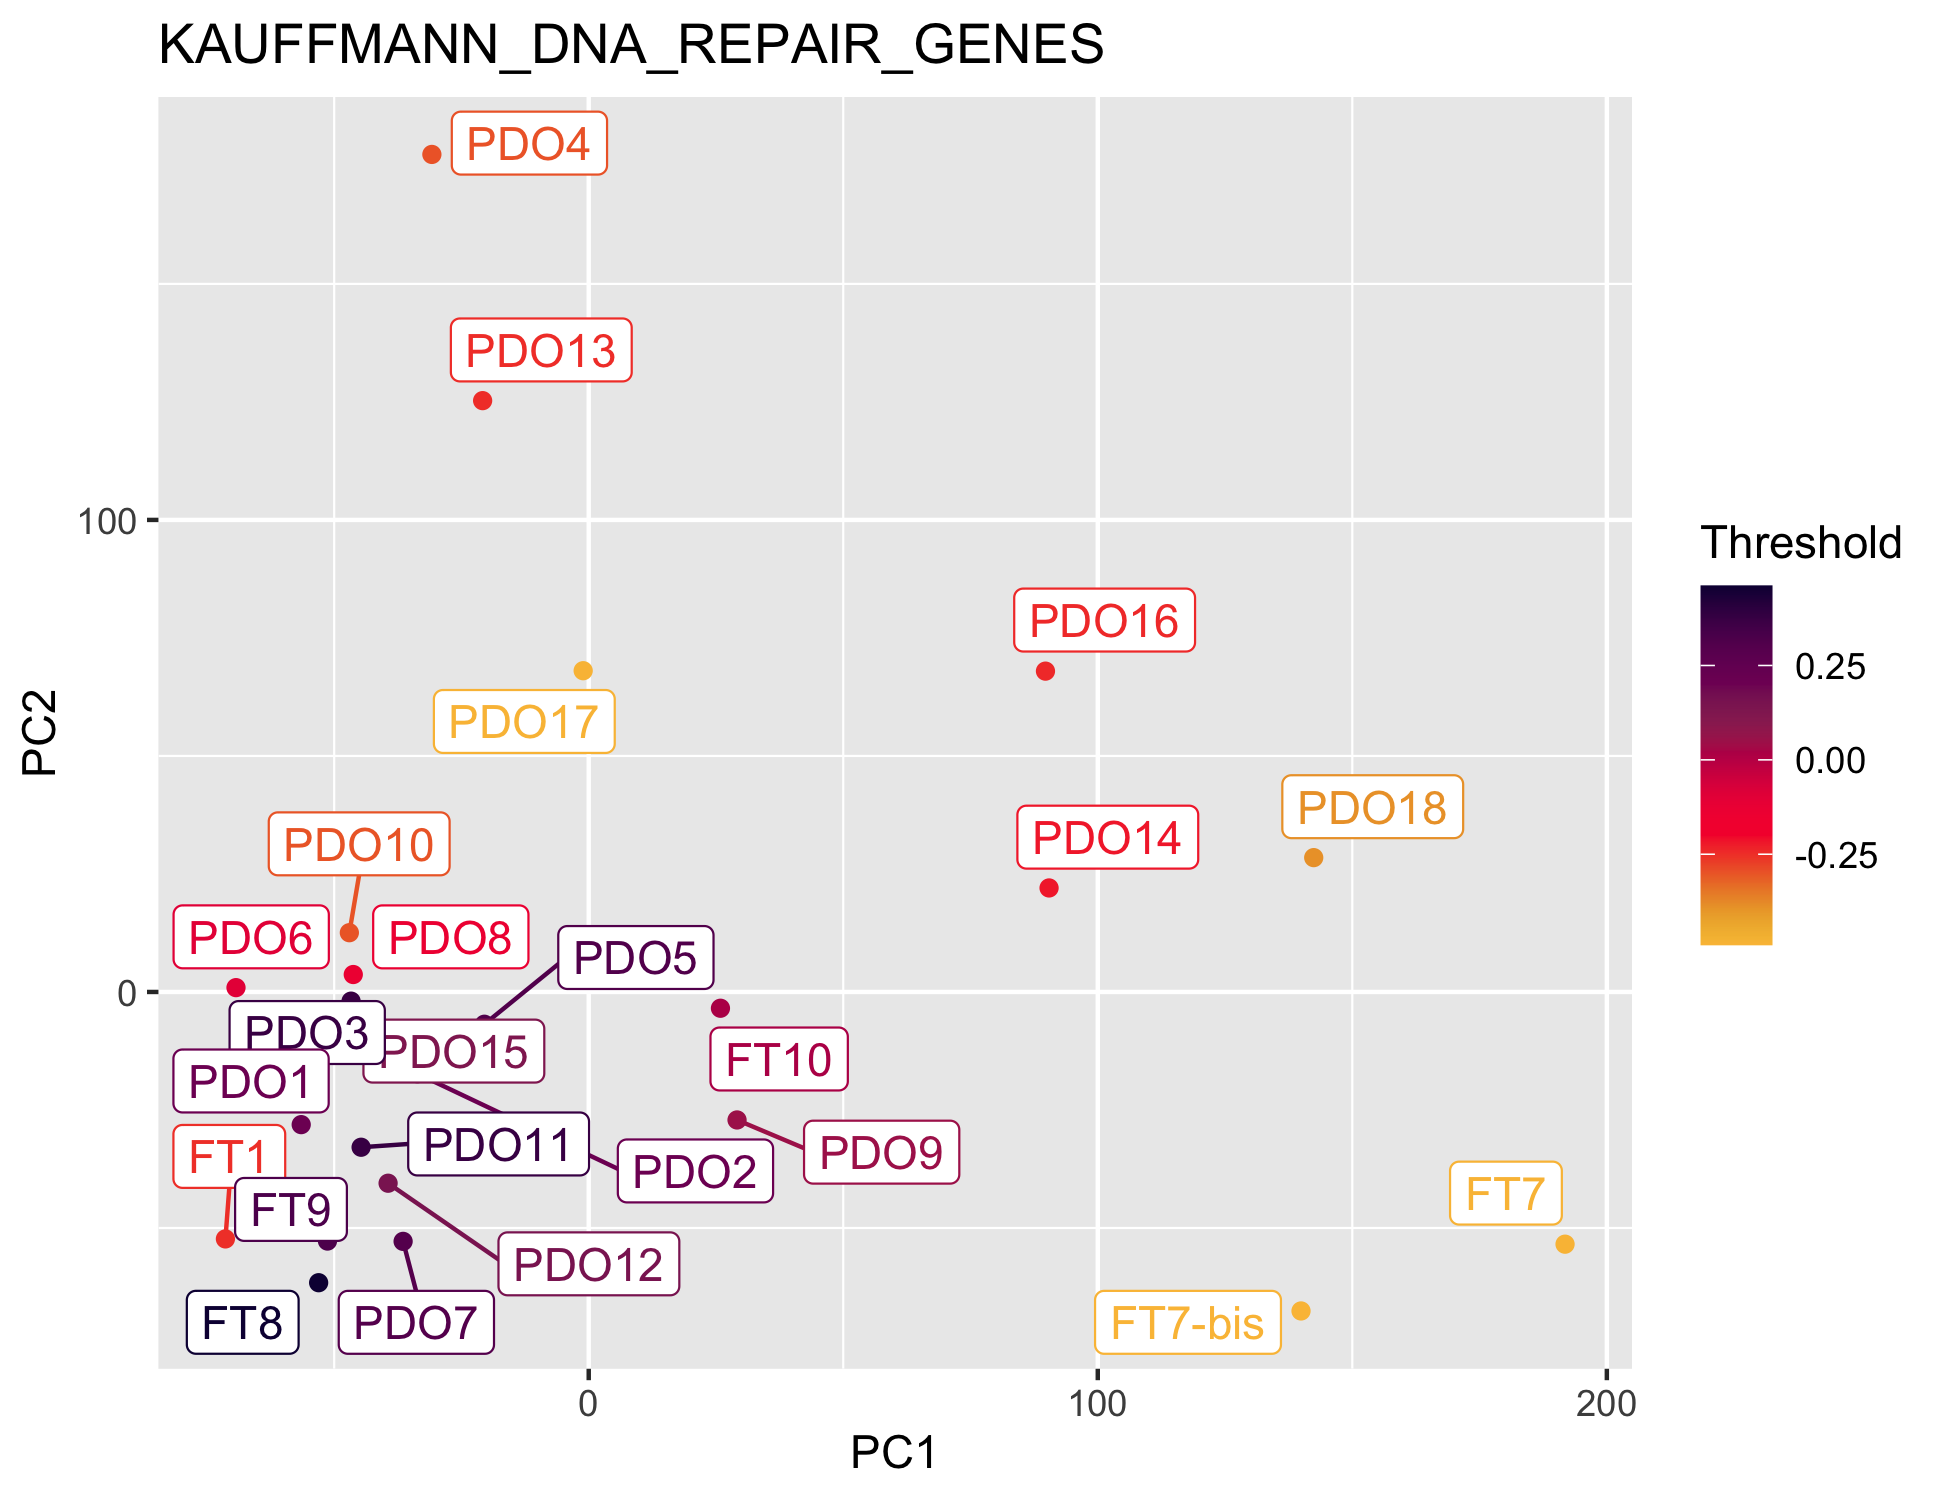 KAUFFMANN_DNA_REPAIR_GENES
PDO4
PDO13
100
PDO16
PDO17
PDO18
PDO14
PDO10
PDO6
PDO8
PDO5
0
PDO3
PDO15
FT10
PDO1
PDO11
FT1
PDO2
PDO9
FT9
FT7
PDO12
FT8
PDO7
FT7-bis
0
100
200
PC1
PC2
Threshold
0.25
0.00
-0.25